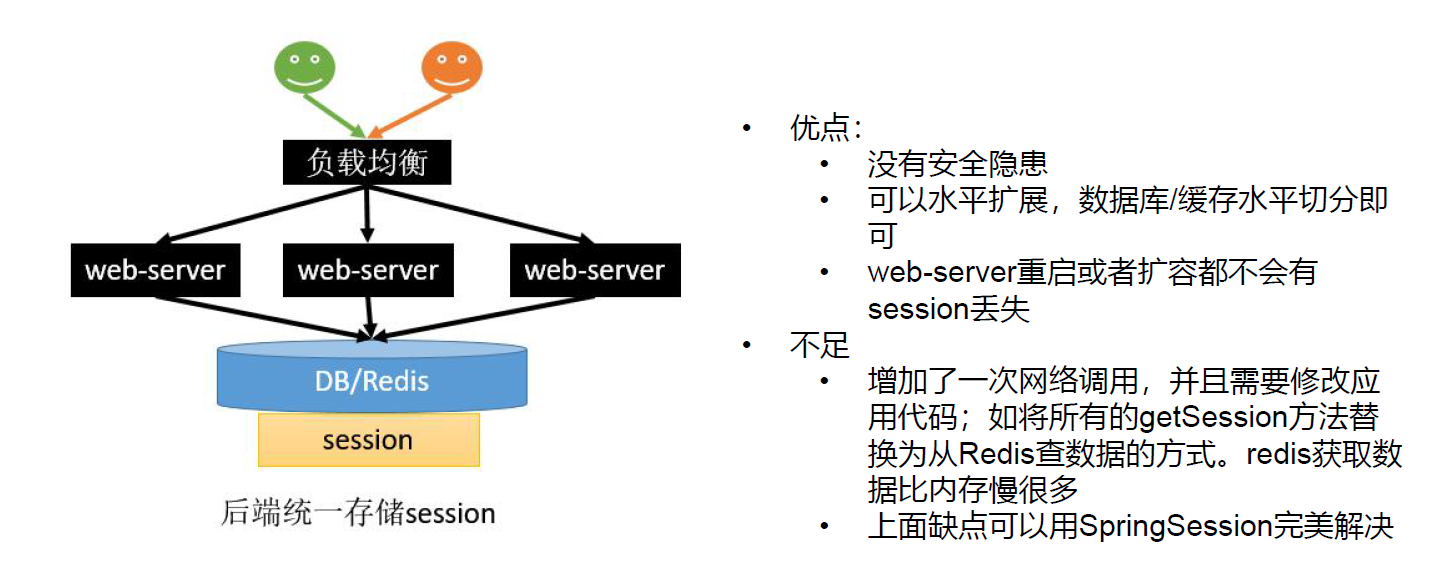 负载均衡
web-server
web-server
web-server
DB/Redis
session
后端统一存储session
• 优点：
• 没有安全隐患
• 可以水平扩展，数据库/缓存水平切分即
可
• web-server重启或者扩容都不会有
session丢失
• 不足
• 增加了一次网络调用，并且需要修改应
用代码；如将所有的getSession方法替
换为从Redis查数据的方式。redis获取数
据比内存慢很多
• 上面缺点可以用SpringSession完美解决